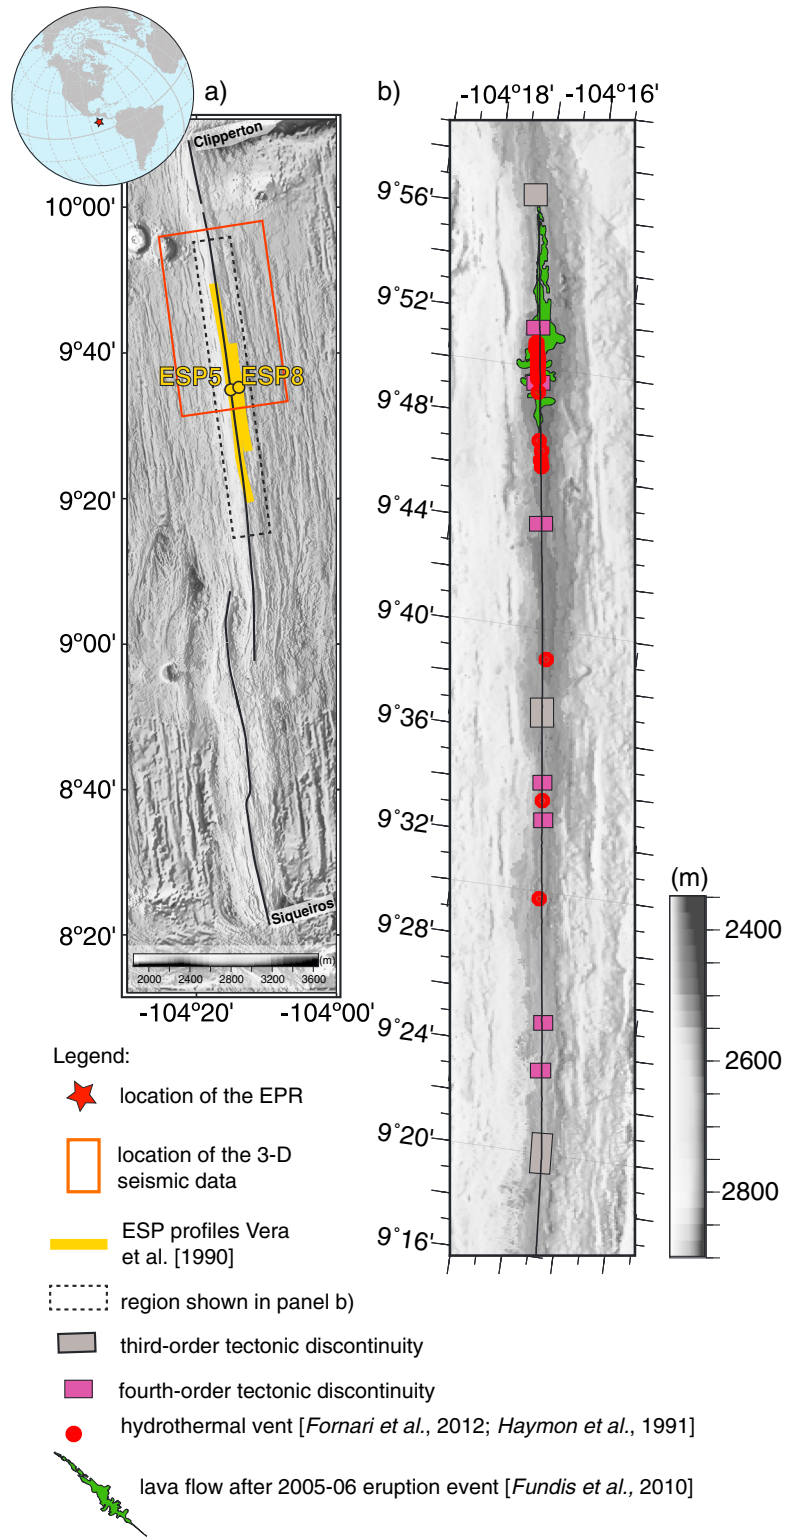 a)
b)
-104º18'
-104º16'
Clipperton
10°00'
9°40'
9°20'
9°00'
8°40'
8°20'
ESP5
ESP8
Siqueiros
(m)
2000 2400 2800 3200 3600
-104°20'
-104°00'
9˚56'
9˚52'
9˚48'
9˚44'
9˚40'
9˚36'
9˚32'
9˚28'
9˚24'
9˚20'
9˚16'
(m)
2400
2600
2800
Legend:
location of the EPR
location of the 3-D
seismic data
ESP profiles Vera
et al. [1990]
region shown in panel b)
third-order tectonic discontinuity
fourth-order tectonic discontinuity
hydrothermal vent [Fornari et al., 2012; Haymon et al., 1991]
lava flow after 2005-06 eruption event [Fundis et al., 2010]